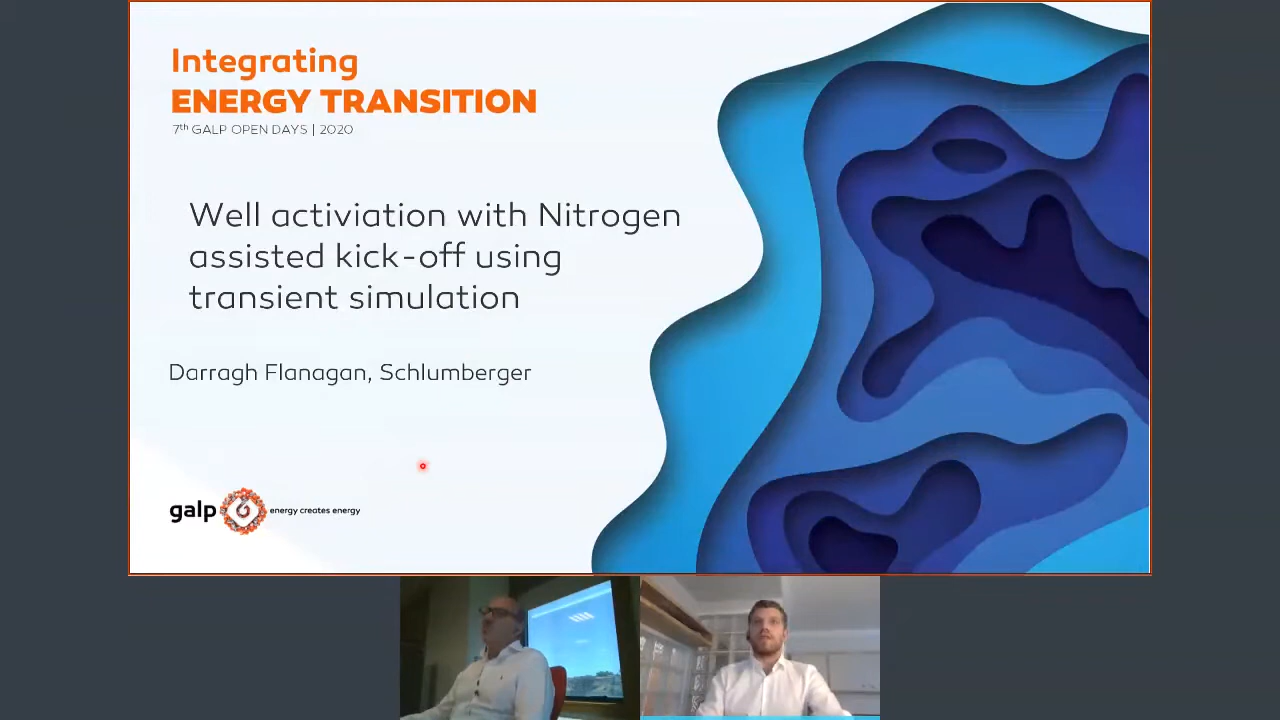 Integrating
ENERGY TRANSITION
7th GALP OPEN DAYS | 2020
Well activiation with Nitrogen
assisted kick-off using
transient simulation
Darragh Flanagan, Schlumberger
galp energy creates energy